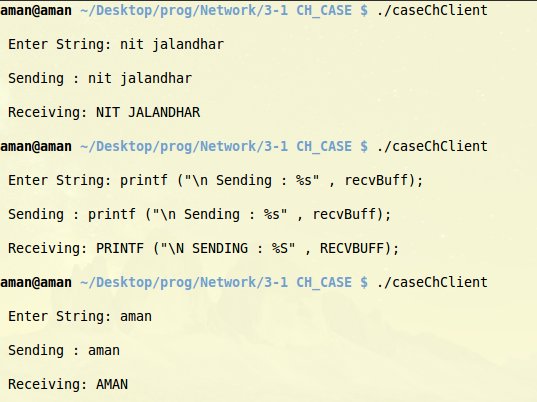 aman@aman ~/Desktop/prog/Network/3-1 CH_CASE $ ./caseChClient
Enter String: nit jalandhar
Sending : nit jalandhar
Receiving: NIT JALANDHAR
aman@aman ~/Desktop/prog/Network/3-1 CH_CASE $ ./caseChClient
Enter String: printf ("\n Sending : %s" , recvBuff);
Sending : printf ("\n Sending : %s" , recvBuff);
Receiving: PRINTF ("\N SENDING : %S" , RECVBUFF);
aman@aman ~/Desktop/prog/Network/3-1 CH_CASE $ ./caseChClient
Enter String: aman
Sending : aman
Receiving: AMAN